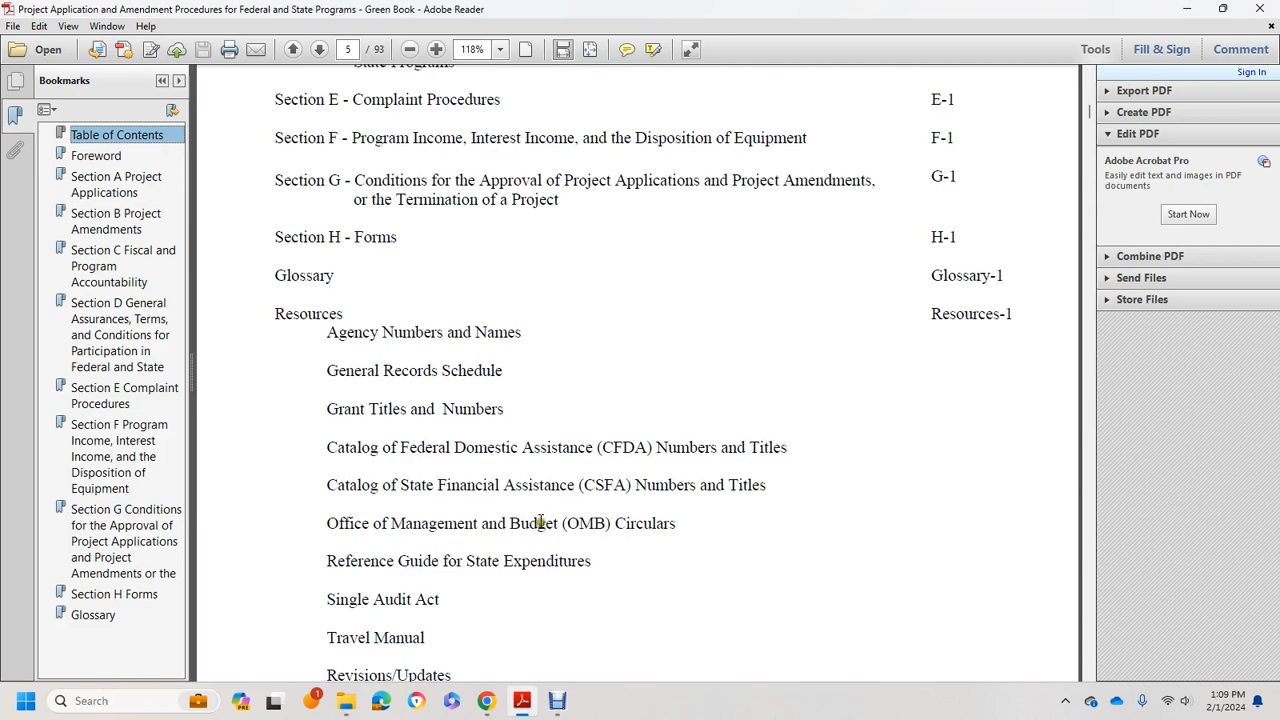 Project Application and Amendment Procedures for Federal and State Programs - Green Book - Adobe Reader
File Edit View Window Help
Open 5 / 93 118% Tools Fill & Sign Comment
Sign In
Bookmarks
Table of Contents
Foreword
Section A Project
Applications
Section B Project
Amendments
Section C Fiscal and
Program
Accountability
Section D General
Assurances, Terms,
and Conditions for
Participation in
Federal and State
Section E Complaint
Procedures
Section F Program
Income, Interest
Income, and the
Disposition of
Equipment
Section G Conditions
for the Approval of
Project Applications
and Project
Amendments or the
Section H Forms
Glossary
State Programs
Section E - Complaint Procedures E-1
Section F - Program Income, Interest Income, and the Disposition of Equipment F-1
Section G - Conditions for the Approval of Project Applications and Project Amendments, G-1
or the Termination of a Project
Section H - Forms H-1
Glossary Glossary-1
Resources Resources-1
Agency Numbers and Names
General Records Schedule
Grant Titles and Numbers
Catalog of Federal Domestic Assistance (CFDA) Numbers and Titles
Catalog of State Financial Assistance (CSFA) Numbers and Titles
Office of Management and Budget (OMB) Circulars
Reference Guide for State Expenditures
Single Audit Act
Travel Manual
Revisions/Updates
Export PDF
Create PDF
Edit PDF
Adobe Acrobat Pro
Easily edit text and images in PDF
documents
Start Now
Combine PDF
Send Files
Store Files
Search
PRE
1
1:09 PM
2/1/2024